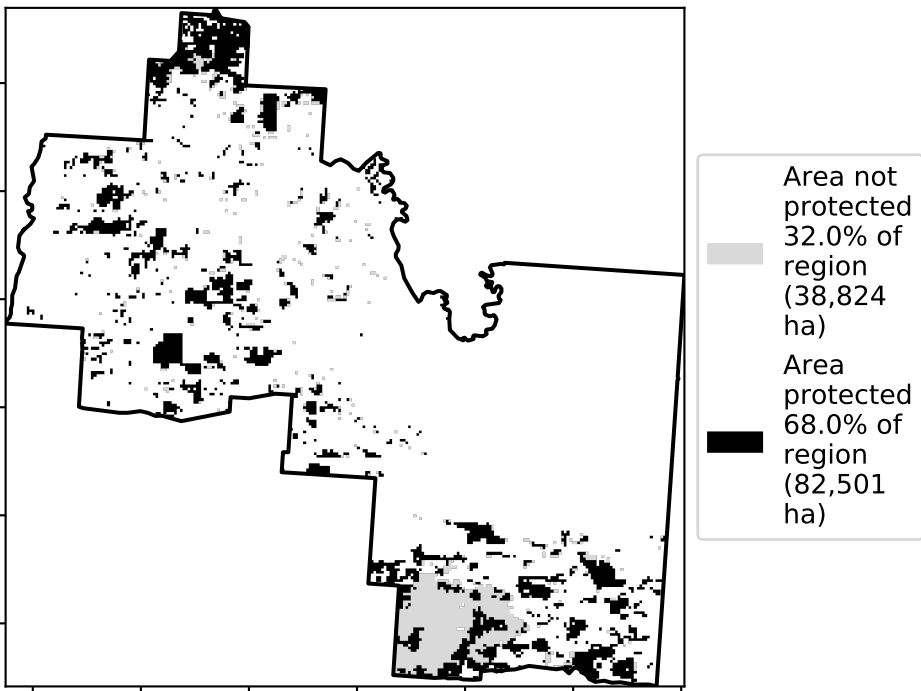 Area not
protected
32.0% of
region
(38,824
ha)
Area
protected
68.0% of
region
(82,501
ha)